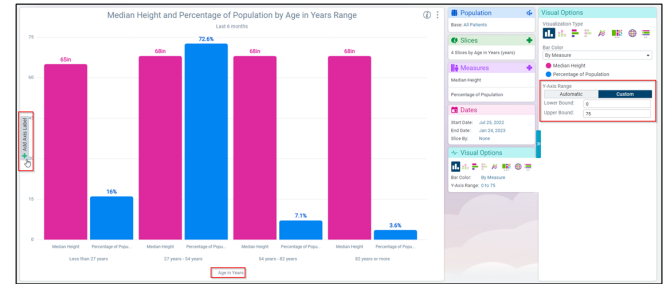 Median Height and Percentage of Population by Age in Years Range
Last 6 months
75
60
15
0
Add Axis Label
65in
16%
68in
72.6%
68in
7.1%
68in
3.6%
Median Height
Percentage of Popu...
Median Height
Percentage of Popu...
Median Height
Percentage of Popu...
Median Height
Percentage of Popu...
Less than 27 years
27 years - 54 years
54 years - 82 years
82 years or more
Age in Years
Population
Base: All Patients
Slices
4 Slices by Age in Years (years)
Measures
Median Height
Percentage of Population
Dates
Start Date: Jul 25, 2022
End Date: Jan 24, 2023
Slice By: None
Visual Options
Bar Color: By Measure
Y-Axis Range: 0 to 75
Visual Options
Visualization Type
Bar Color
By Measure
Median Height
Percentage of Population
Y-Axis Range
Automatic
Custom
Lower Bound: 0
Upper Bound: 75